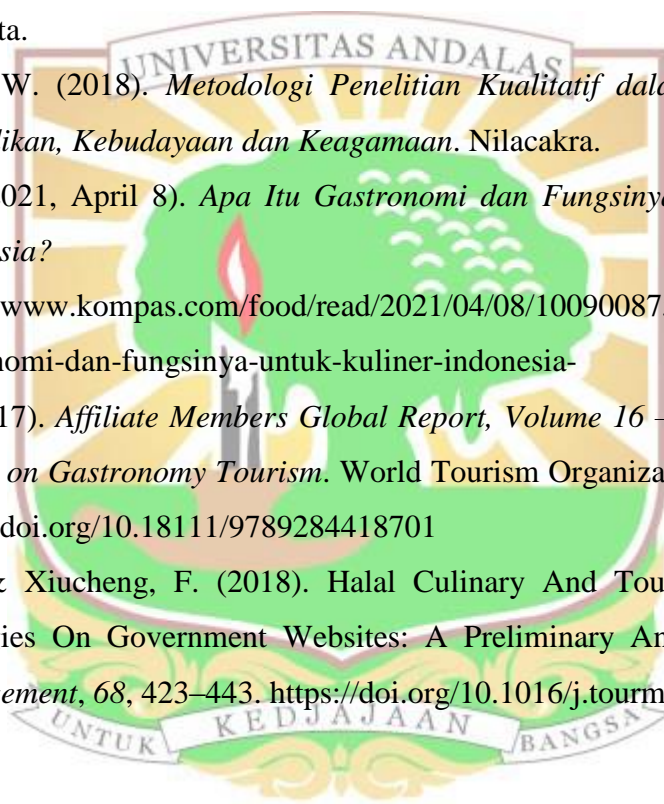 ta.
UNIVERSITAS ANDALAS
W. (2018). Metodologi Penelitian Kualitatif dala
likan, Kebudayaan dan Keagamaan. Nilacakra.
2021, April 8). Apa Itu Gastronomi dan Fungsinya
sia?
www.kompas.com/food/read/2021/04/08/10090087
nomi-dan-fungsinya-untuk-kuliner-indonesia-
17). Affiliate Members Global Report, Volume 16 –
on Gastronomy Tourism. World Tourism Organiza
doi.org/10.18111/9789284418701
& Xiucheng, F. (2018). Halal Culinary And Tou
ies On Government Websites: A Preliminary An
ement, 68, 423–443. https://doi.org/10.1016/j.tourm
UNTUK KEDJAJAAN BANGSA